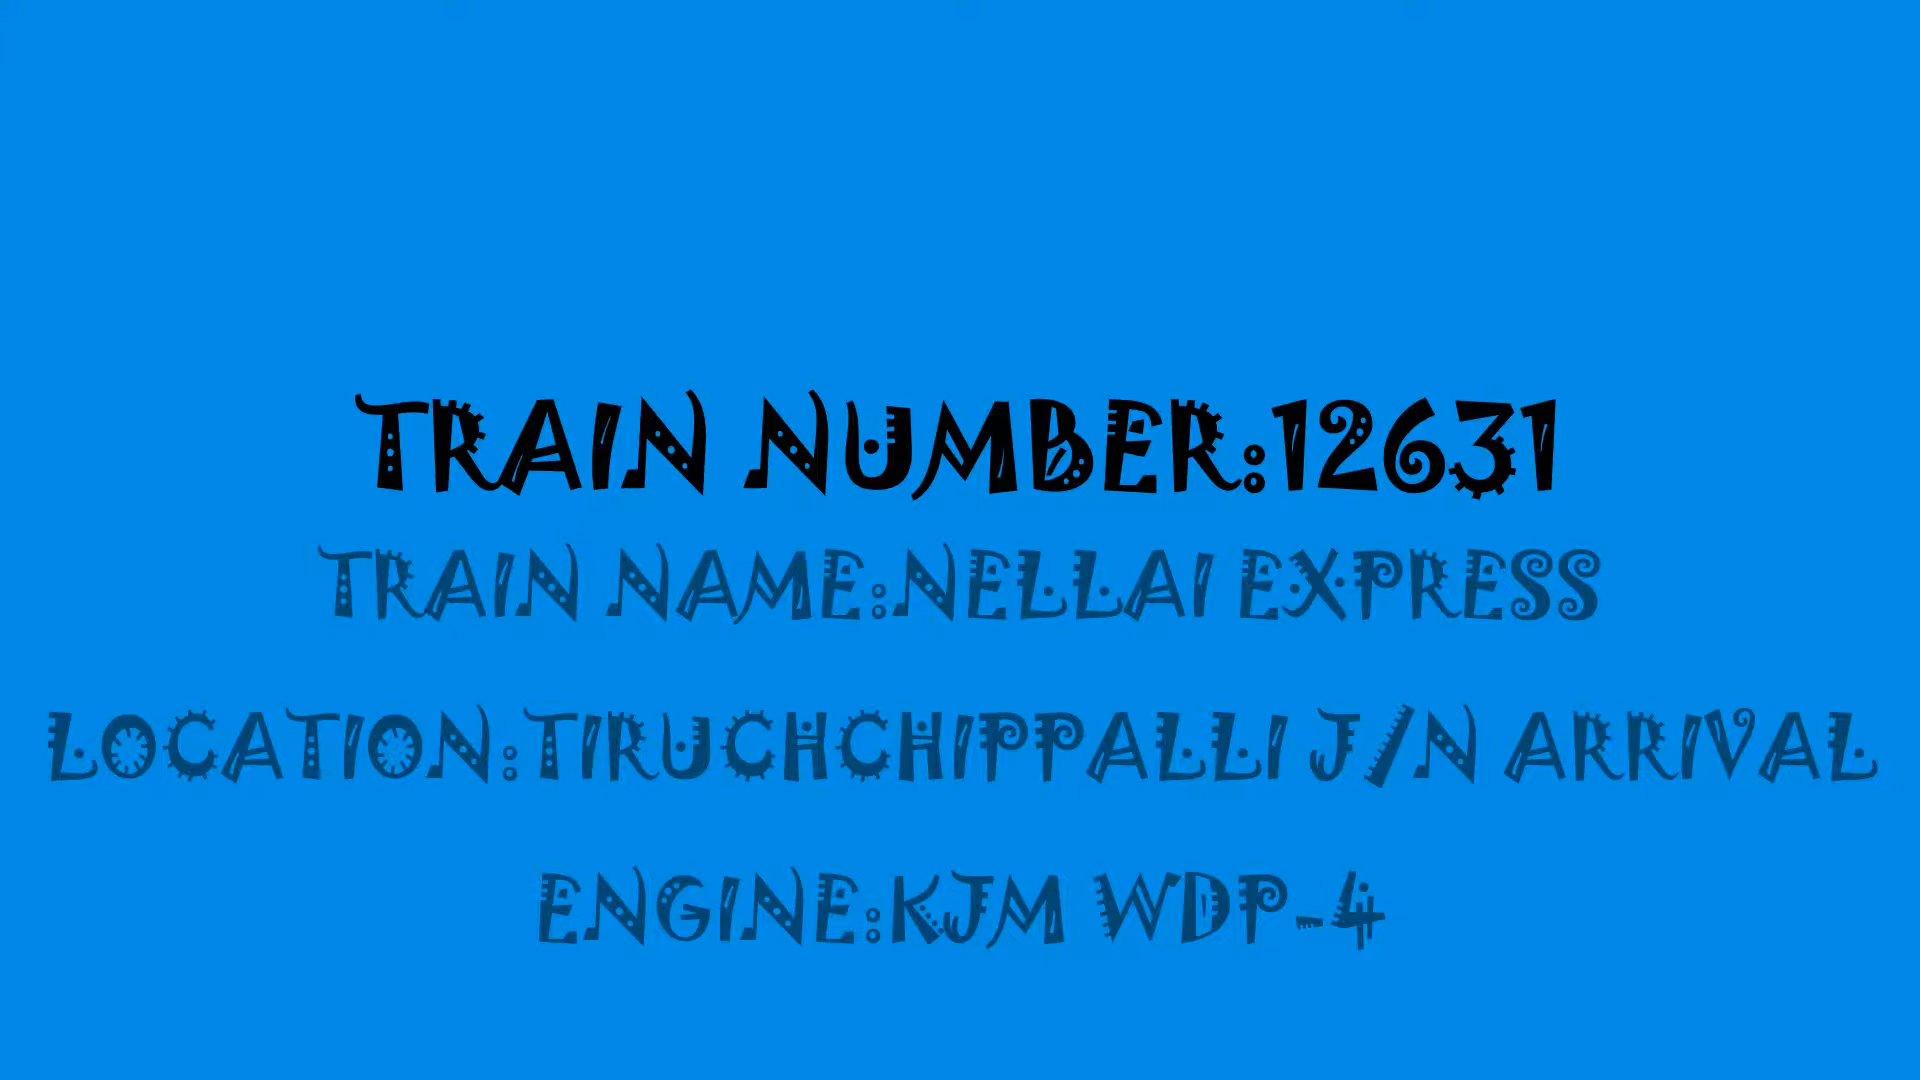 TRAIN NUMBER:12631
TRAIN NAME:NELLAI EXPRESS
LOCATION:TIRUCHCHIPPALLI J/N ARRIVAL
ENGINE:KJM WDP-4